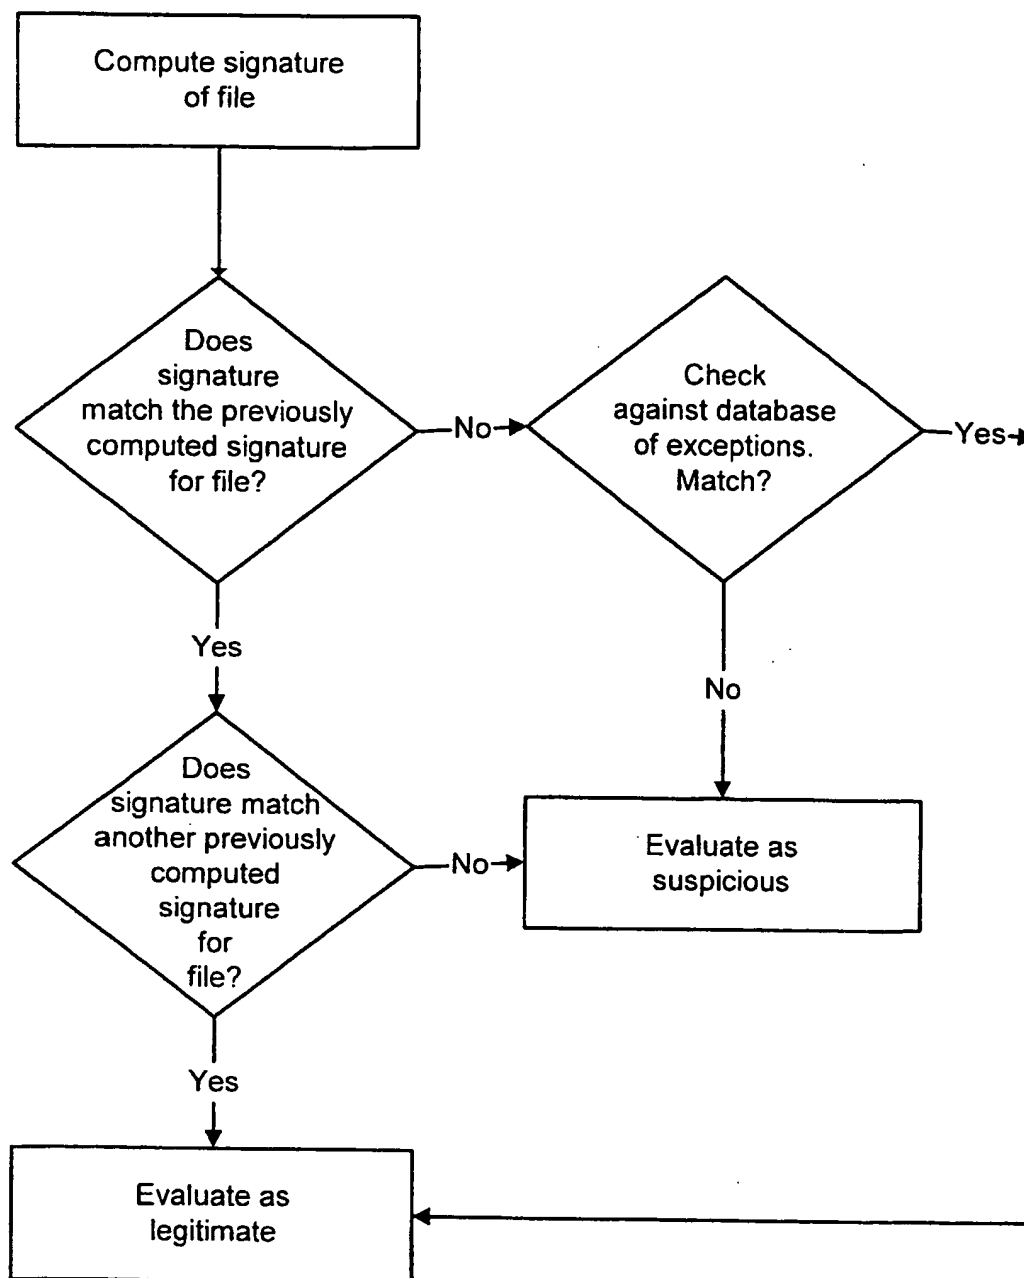 Compute signature
of file
Does
signature
match the previously
computed signature
for file?
No
Check
against database
of exceptions.
Match?
Yes
Yes
No
Does
signature match
another previously
computed
signature
for
file?
No
Evaluate as
suspicious
Yes
Evaluate as
legitimate